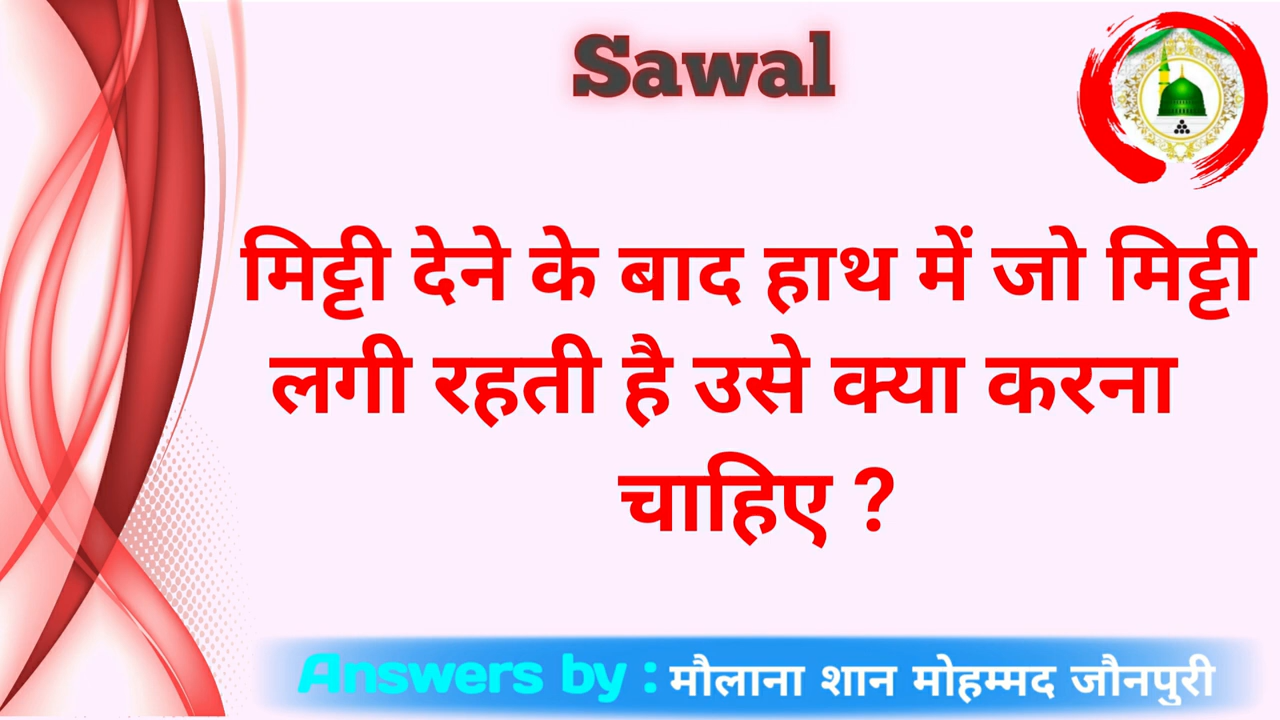 Sawal
मिट्टी देने के बाद हाथ में जो मिट्टी
लगी रहती है उसे क्या करना
चाहिए ?
Answers by : मौलाना शान मोहम्मद जौनपुरी